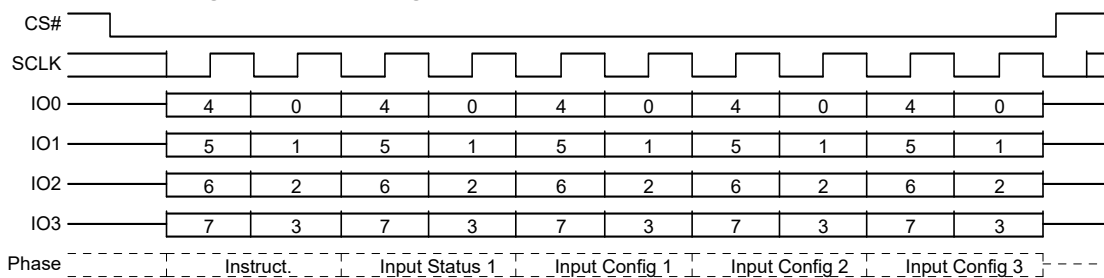 CS#
SCLK
IO0 4 0 4 0 4 0 4 0 4 0
IO1 5 1 5 1 5 1 5 1 5 1
IO2 6 2 6 2 6 2 6 2 6 2
IO3 7 3 7 3 7 3 7 3 7 3
Phase Instruct. Input Status 1 Input Config 1 Input Config 2 Input Config 3